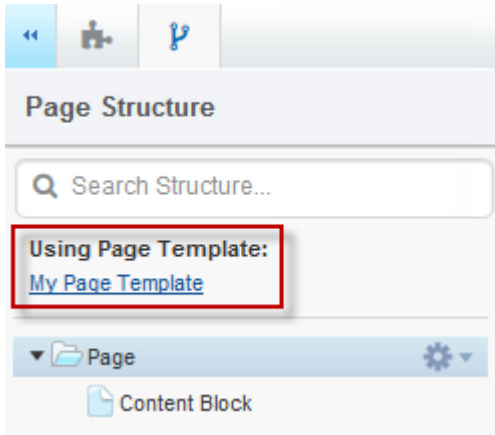 Page Structure
Search Structure...
Using Page Template:
My Page Template
Page
Content Block